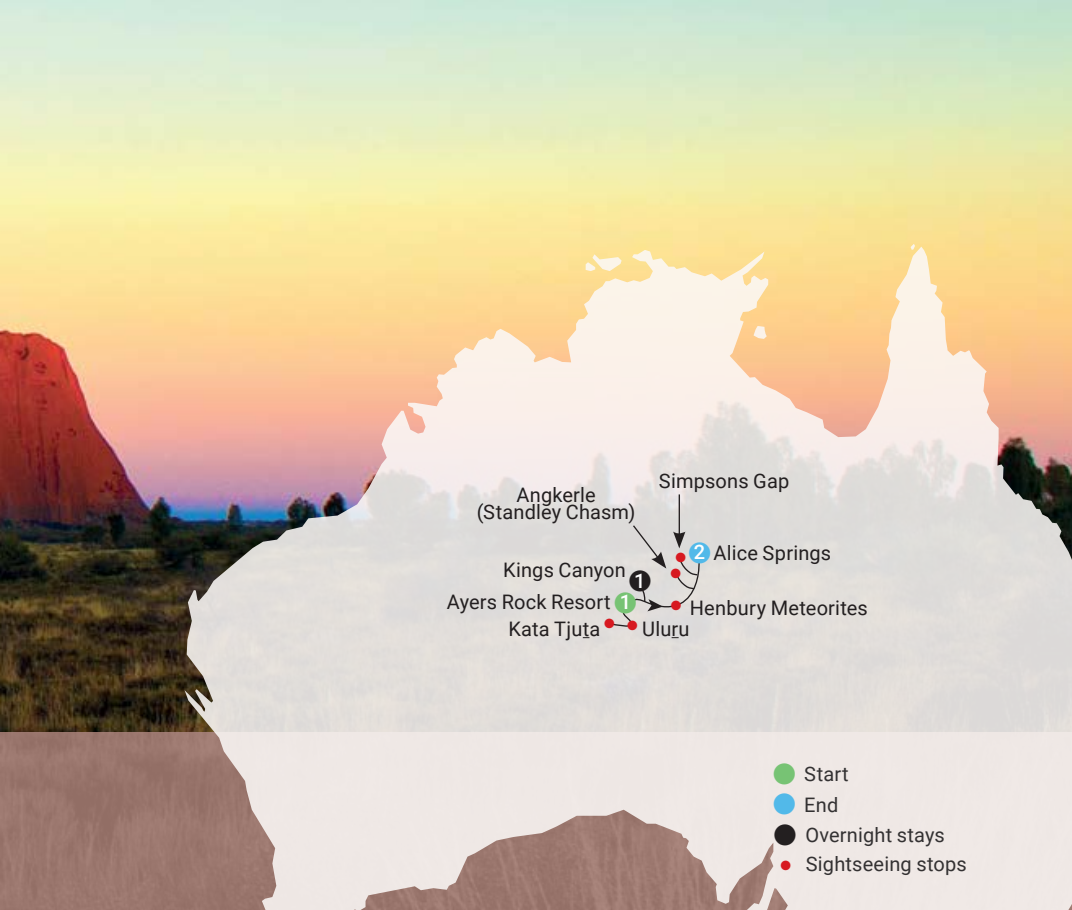 Simpsons Gap
Angkerle
(Standley Chasm)
2 Alice Springs
Kings Canyon 1
Ayers Rock Resort 1
Henbury Meteorites
Kata Tjuṯa
Uluṟu
Start
End
Overnight stays
Sightseeing stops